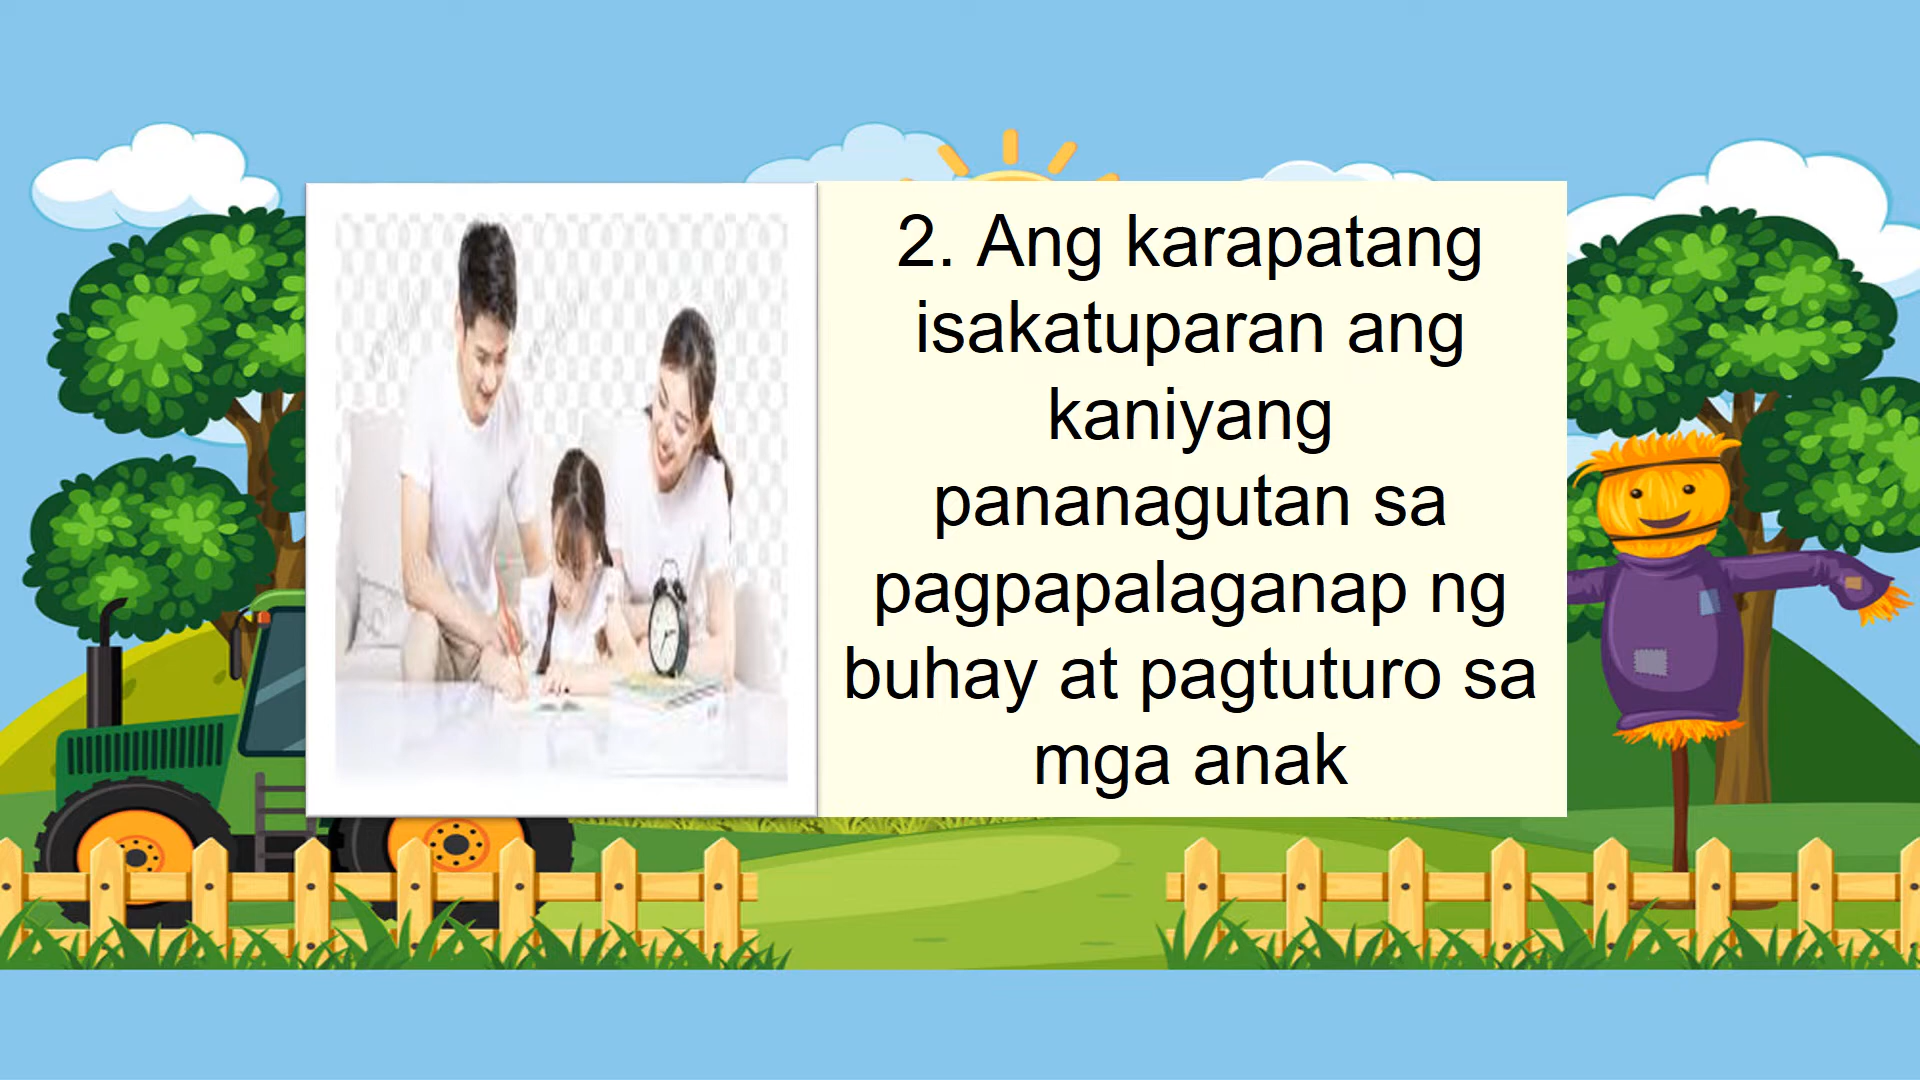 2. Ang karapatang
isakatuparan ang
kaniyang
pananagutan sa
pagpapalaganap ng
buhay at pagtuturo sa
mga anak